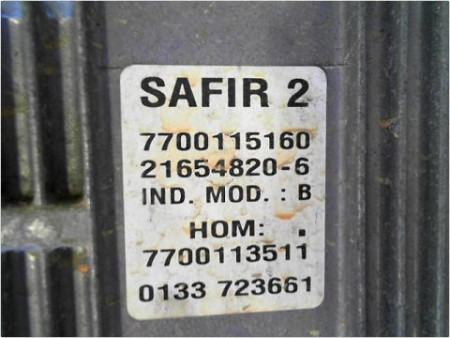 SAFIR 2
7700115160
21654820-6
IND. MOD. : B
HOM: .
7700113511
0133 723661